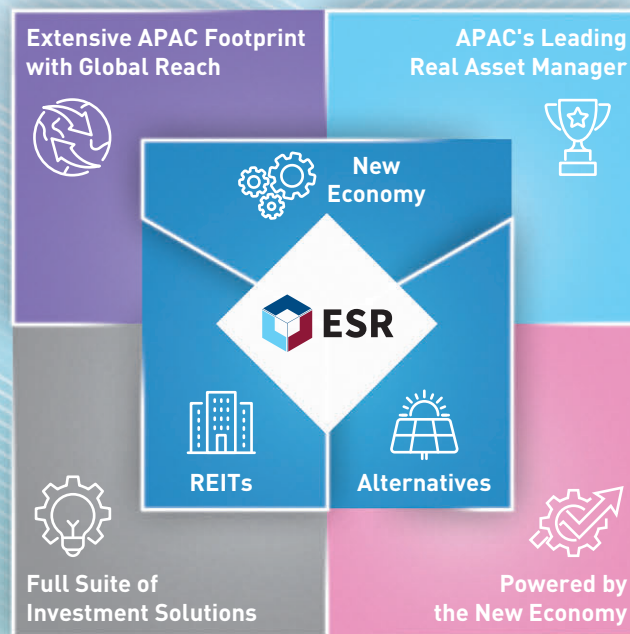 Extensive APAC Footprint
with Global Reach
APAC's Leading
Real Asset Manager
New
Economy
ESR
REITs
Alternatives
Full Suite of
Investment Solutions
Powered by
the New Economy